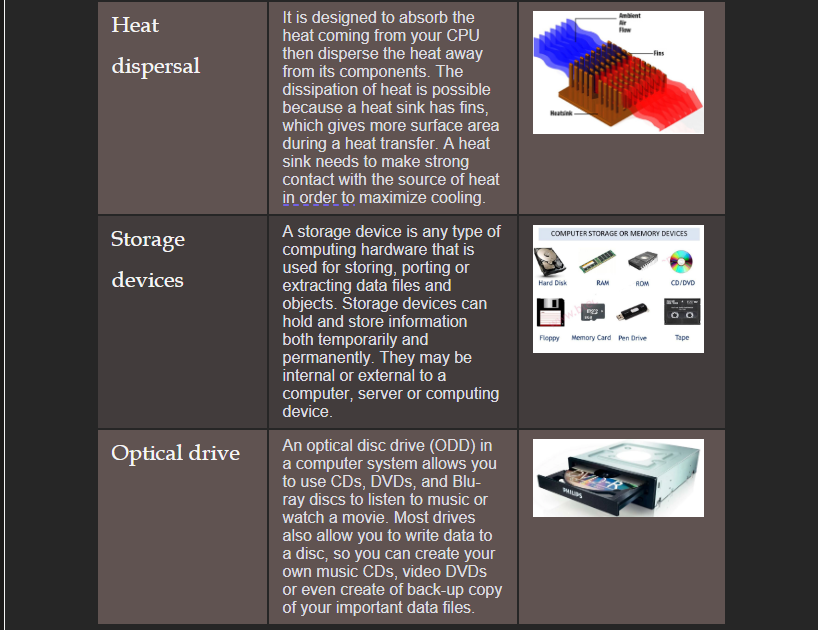 Heat
dispersal
It is designed to absorb the
heat coming from your CPU
then disperse the heat away
from its components. The
dissipation of heat is possible
because a heat sink has fins,
which gives more surface area
during a heat transfer. A heat
sink needs to make strong
contact with the source of heat
in order to maximize cooling.
Ambient
Air
Flow
Fins
Heatsink
Storage
devices
A storage device is any type of
computing hardware that is
used for storing, porting or
extracting data files and
objects. Storage devices can
hold and store information
both temporarily and
permanently. They may be
internal or external to a
computer, server or computing
device.
COMPUTER STORAGE OR MEMORY DEVICES
Hard Disk RAM ROM CD/DVD
Floppy Memory Card Pen Drive Tape
Optical drive
An optical disc drive (ODD) in
a computer system allows you
to use CDs, DVDs, and Blu-
ray discs to listen to music or
watch a movie. Most drives
also allow you to write data to
a disc, so you can create your
own music CDs, video DVDs
or even create of back-up copy
of your important data files.
DVD-R
PHILIPS